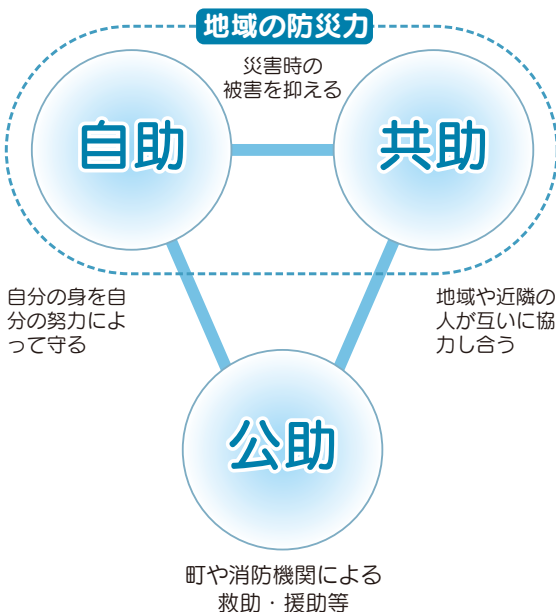 地域の防災力
災害時の
被害を抑える
自助
共助
自分の身を自
分の努力によ
って守る
地域や近隣の
人が互いに協
力し合う
公助
町や消防機関による
救助・援助等